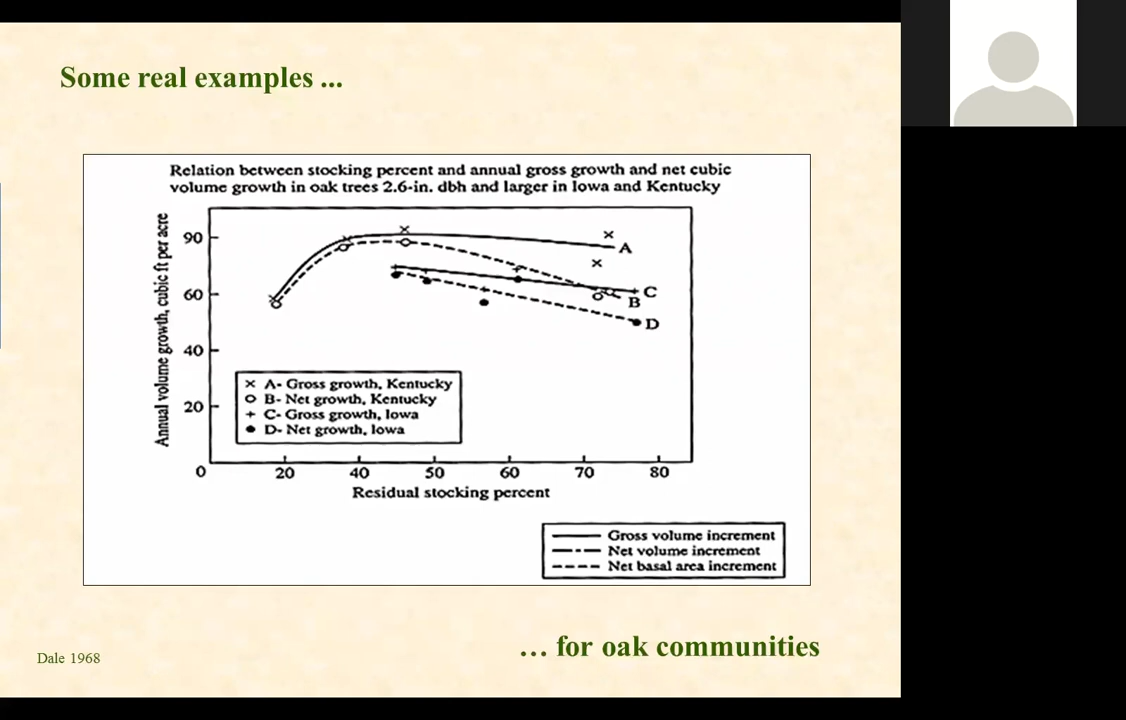 Some real examples ...
Relation between stocking percent and annual gross growth and net cubic
volume growth in oak trees 2.6-in. dbh and larger in Iowa and Kentucky
Annual volume growth, cubic ft per acre
90
60
40
20
0
20
40
50
60
70
80
Residual stocking percent
A
C
B
D
× A- Gross growth, Kentucky
o B- Net growth, Kentucky
+ C- Gross growth, Iowa
● D- Net growth, Iowa
Gross volume increment
Net volume increment
Net basal area increment
… for oak communities
Dale 1968